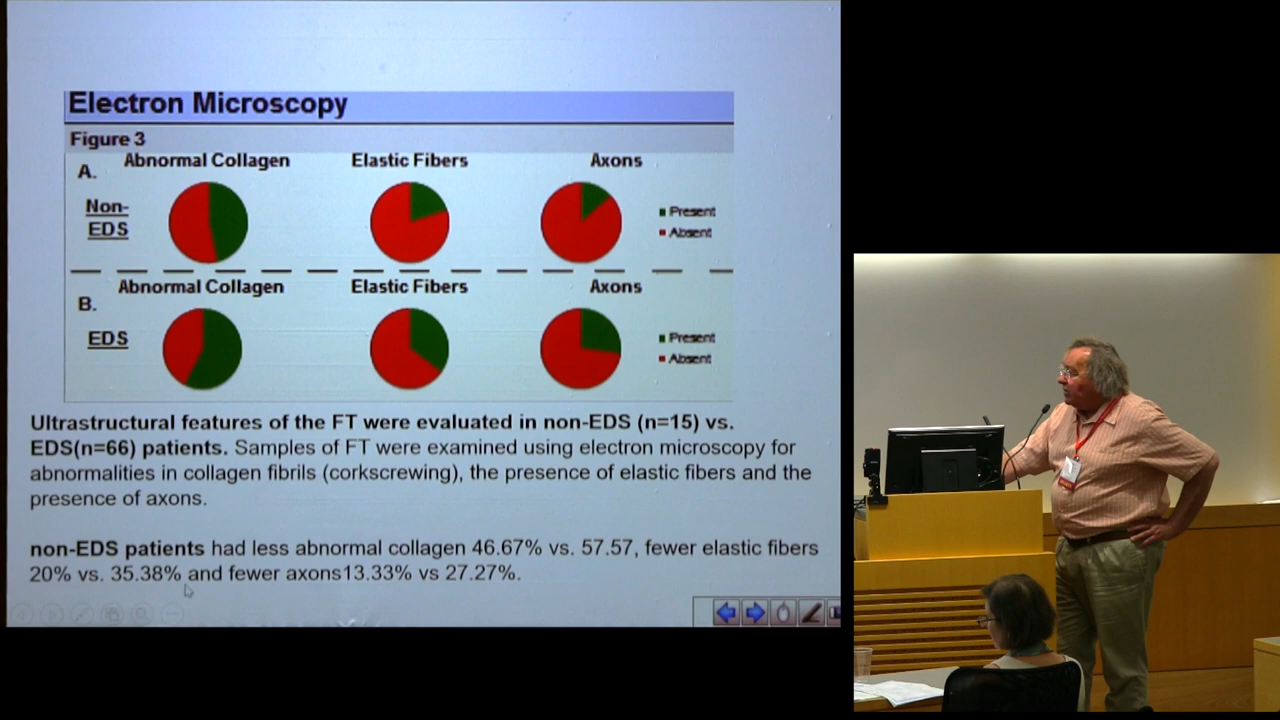 Electron Microscopy
Figure 3
A.
Abnormal Collagen Elastic Fibers Axons
Non-
EDS
Present
Absent
B.
Abnormal Collagen Elastic Fibers Axons
EDS
Present
Absent
Ultrastructural features of the FT were evaluated in non-EDS (n=15) vs.
EDS(n=66) patients. Samples of FT were examined using electron microscopy for
abnormalities in collagen fibrils (corkscrewing), the presence of elastic fibers and the
presence of axons.
non-EDS patients had less abnormal collagen 46.67% vs. 57.57, fewer elastic fibers
20% vs. 35.38% and fewer axons13.33% vs 27.27%.